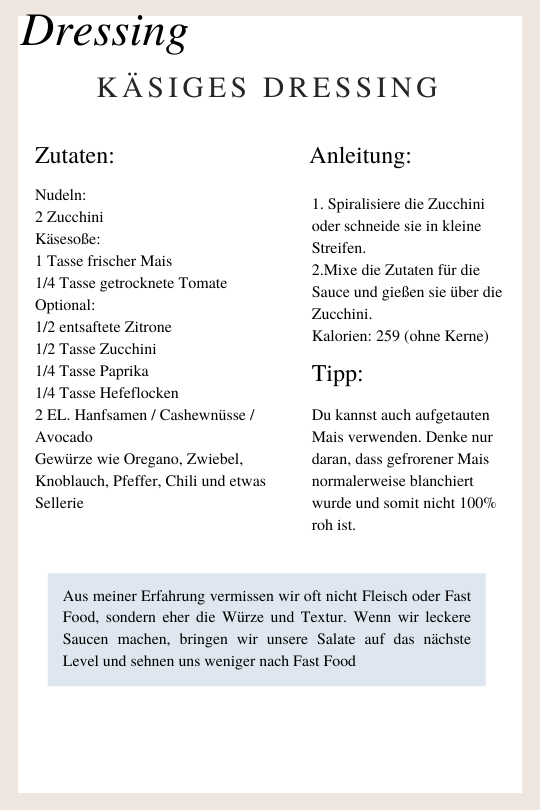 Dressing
KÄSIGES DRESSING
Zutaten:
Nudeln:
2 Zucchini
Käsesoße:
1 Tasse frischer Mais
1/4 Tasse getrocknete Tomate
Optional:
1/2 entsaftete Zitrone
1/2 Tasse Zucchini
1/4 Tasse Paprika
1/4 Tasse Hefeflocken
2 EL. Hanfsamen / Cashewnüsse /
Avocado
Gewürze wie Oregano, Zwiebel,
Knoblauch, Pfeffer, Chili und etwas
Sellerie
Anleitung:
1. Spiralisiere die Zucchini
oder schneide sie in kleine
Streifen.
2.Mixe die Zutaten für die
Sauce und gießen sie über die
Zucchini.
Kalorien: 259 (ohne Kerne)
Tipp:
Du kannst auch aufgetauten
Mais verwenden. Denke nur
daran, dass gefrorener Mais
normalerweise blanchiert
wurde und somit nicht 100%
roh ist.
Aus meiner Erfahrung vermissen wir oft nicht Fleisch oder Fast
Food, sondern eher die Würze und Textur. Wenn wir leckere
Saucen machen, bringen wir unsere Salate auf das nächste
Level und sehnen uns weniger nach Fast Food